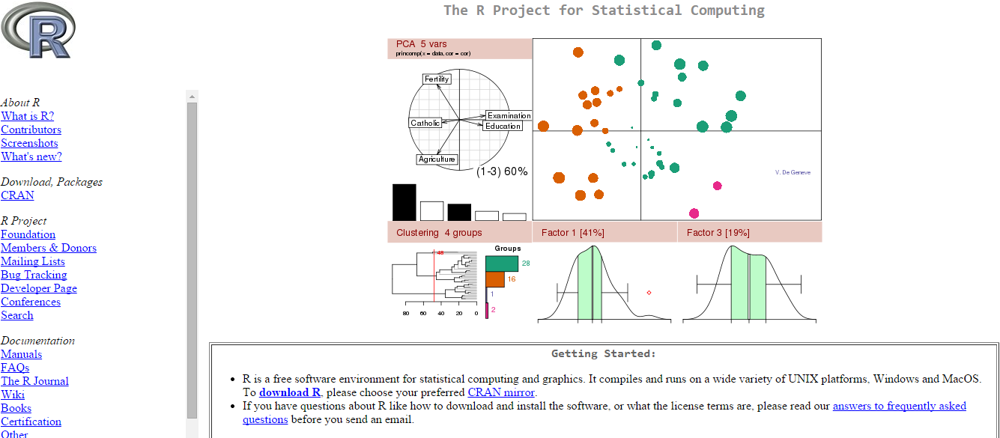 R
About R
What is R?
Contributors
Screenshots
What's new?
Download, Packages
CRAN
R Project
Foundation
Members & Donors
Mailing Lists
Bug Tracking
Developer Page
Conferences
Search
Documentation
Manuals
FAQs
The R Journal
Wiki
Books
Certification
Other
The R Project for Statistical Computing
PCA 5 vars
princomp(x = data, cor = cor)
Fertility
Examination
Catholic
Education
Agriculture
(1-3) 60%
V. De Geneve
Clustering 4 groups
Factor 1 [41%]
Factor 3 [19%]
Groups
48
28
16
1
2
80 60 40 20 0
Getting Started:
R is a free software environment for statistical computing and graphics. It compiles and runs on a wide variety of UNIX platforms, Windows and MacOS.
To download R, please choose your preferred CRAN mirror.
If you have questions about R like how to download and install the software, or what the license terms are, please read our answers to frequently asked
questions before you send an email.